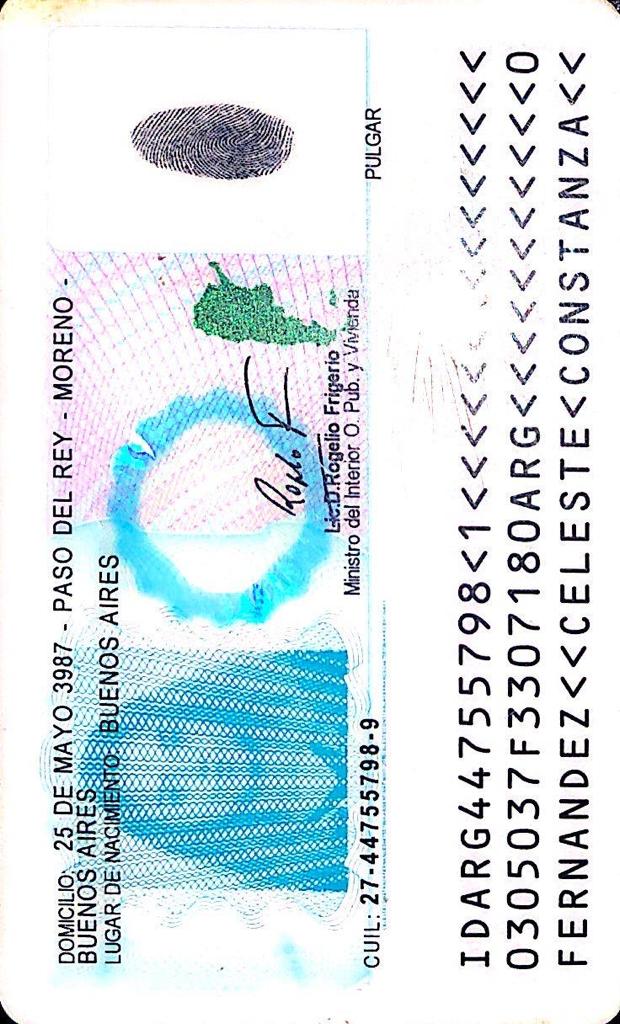 DOMICILIO: 25 DE MAYO 3987 - PASO DEL REY - MORENO -
BUENOS AIRES
LUGAR DE NACIMIENTO: BUENOS AIRES
Lic.D.Rogelio Frigerio
Ministro del Interior O. Pub. y Vivienda
PULGAR
CUIL: 27-44755798-9
IDARG44755798<1<<<<<<<<<<<<<<<
0305037F3307180ARG<<<<<<<<<<<0
FERNANDEZ<<CELESTE<CONSTANZA<<